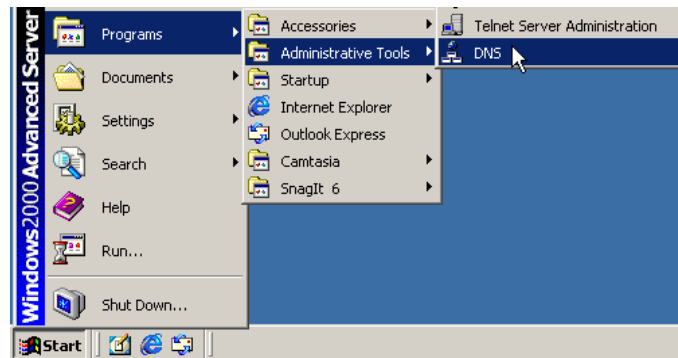 Windows2000 Advanced Server
Programs
Documents
Settings
Search
Help
Run...
Shut Down...
Accessories
Administrative Tools
Startup
Internet Explorer
Outlook Express
Camtasia
SnagIt 6
Telnet Server Administration
DNS
Start